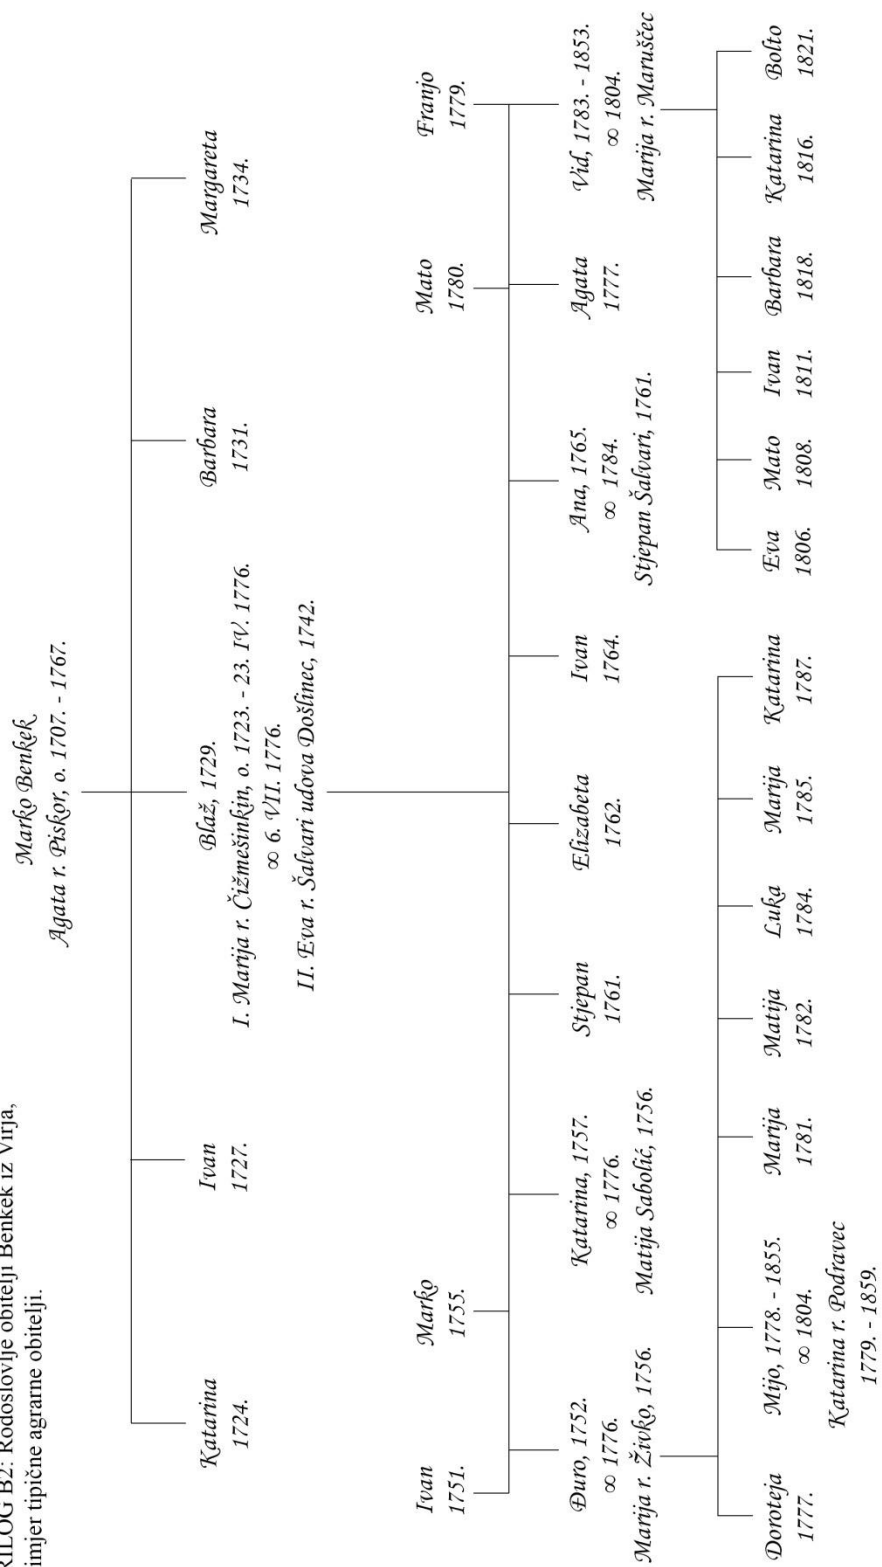 RILOG B2: Rodoslovlje obitelji Benkek iz Virja,
imjer tipične agrarne obitelji.
Marko Benkek
Agata r. Piskor, o. 1707. - 1767.
Katarina
1724.
Ivan
1727.
Blaž, 1729.
I. Marija r. Čižmešinkin, o. 1723. - 23. IV. 1776.
∞ 6. VII. 1776.
II. Eva r. Šalvari udova Došlinec, 1742.
Barbara
1731.
Margareta
1734.
Ivan
1751.
Marko
1755.
Mato
1780.
Franjo
1779.
Đuro, 1752.
∞ 1776.
Marija r. Živko, 1756.
Katarina, 1757.
∞ 1776.
Matija Sabolić, 1756.
Stjepan
1761.
Elizabeta
1762.
Ivan
1764.
Ana, 1765.
∞ 1784.
Stjepan Šalvari, 1761.
Agata
1777.
Vid, 1783. - 1853.
∞ 1804.
Marija r. Maruščec
Doroteja
1777.
Mijo, 1778. - 1855.
∞ 1804.
Katarina r. Podravec
1779. - 1859.
Marija
1781.
Matija
1782.
Luka
1784.
Marija
1785.
Katarina
1787.
Eva
1806.
Mato
1808.
Ivan
1811.
Barbara
1818.
Katarina
1816.
Bolto
1821.